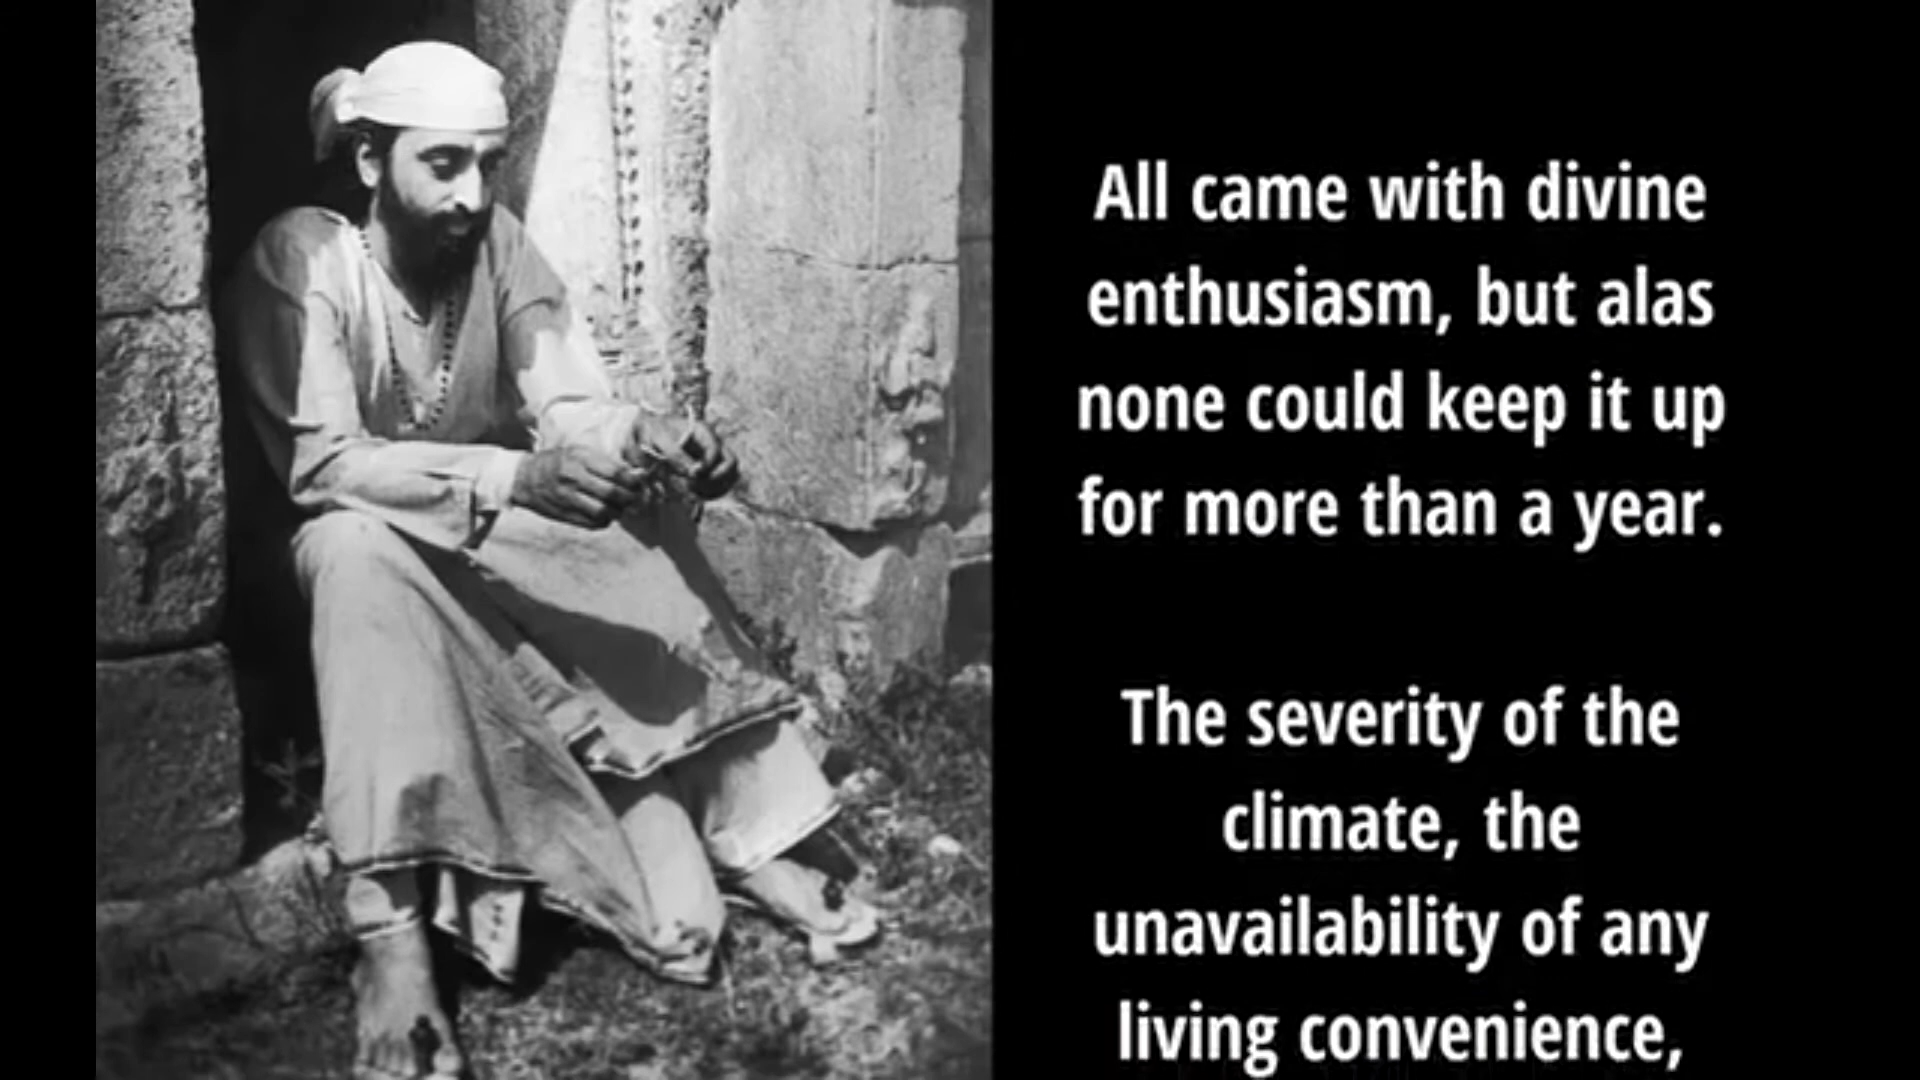 All came with divine
enthusiasm, but alas
none could keep it up
for more than a year.
The severity of the
climate, the
unavailability of any
living convenience,